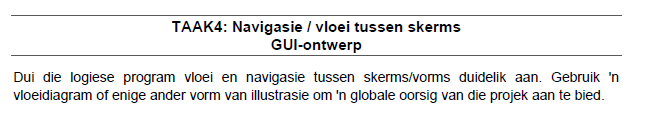 TAAK4: Navigasie / vloei tussen skerms
GUI-ontwerp
Dui die logiese program vloei en navigasie tussen skerms/vorms duidelik aan. Gebruik 'n
vloeidiagram of enige ander vorm van illustrasie om 'n globale oorsig van die projek aan te bied.